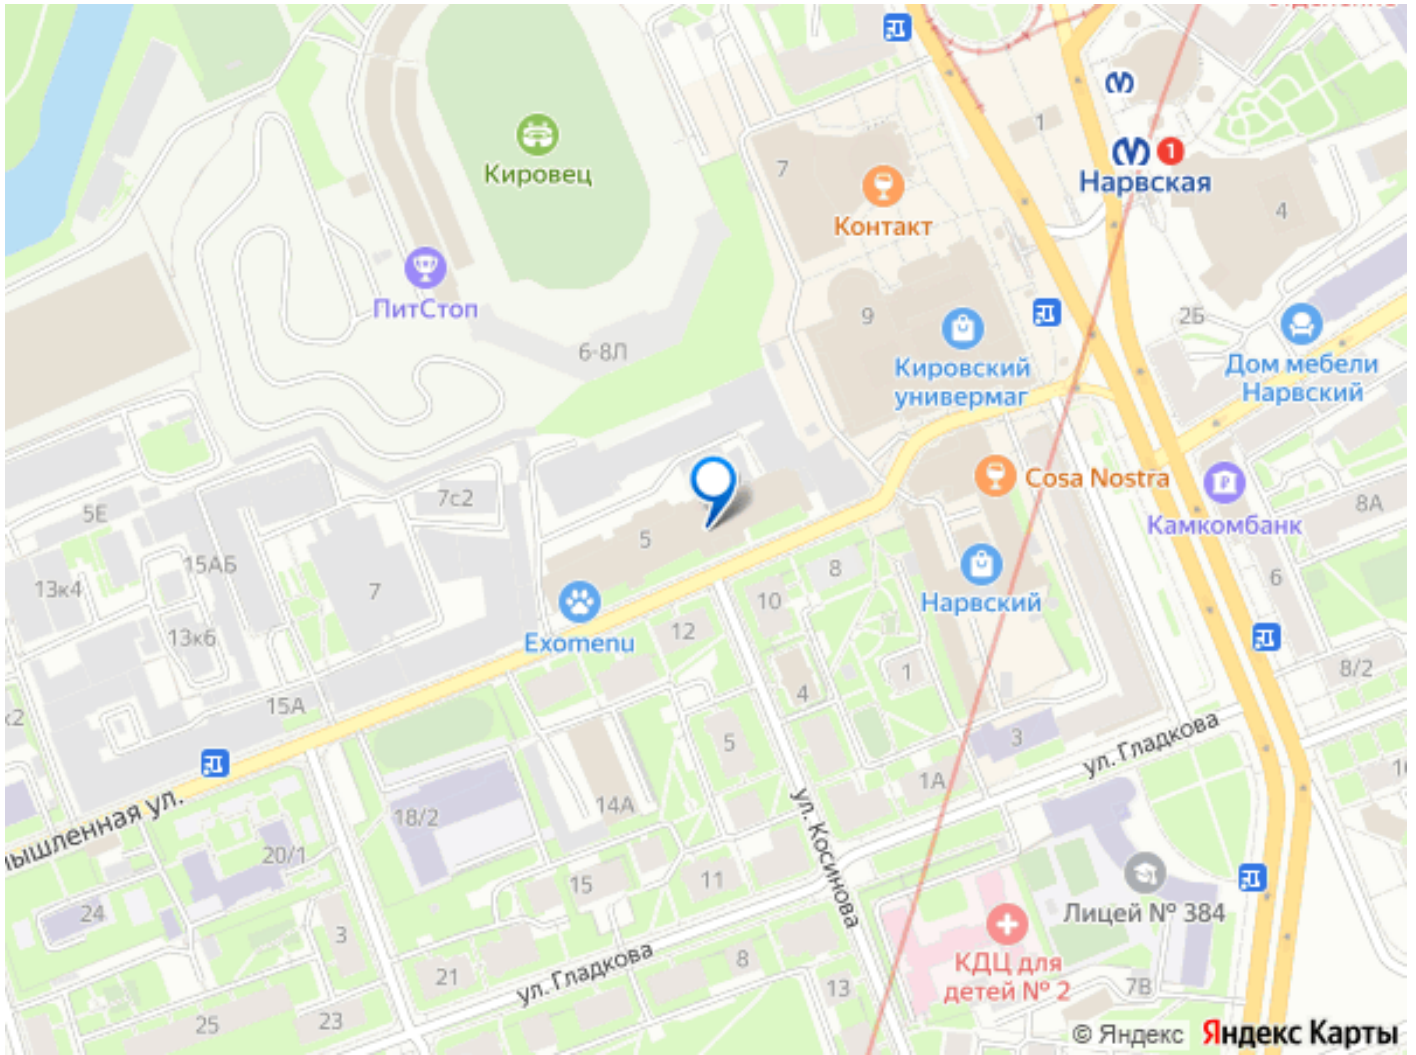 Кировец
7
1
1
Нарвская
Контакт
4
ПитСтоп
9
2Б
6-8Л
Кировский
универмаг
Дом мебели
Нарвский
Cosa Nostra
7с2
5Е
8А
Камкомбанк
5
15АБ
8
6
13к4
7
10
Нарвский
13к6
12
Exomenu
1
8/2
4
15А
к2
5
3
ул. Гладкова
1А
14А
18/2
ышленная ул.
ул. Косинова
20/1
15
11
24
Лицей № 384
3
КДЦ для
детей № 2
21
ул. Гладкова
8
13
7В
25
23
© Яндекс
Яндекс Карты